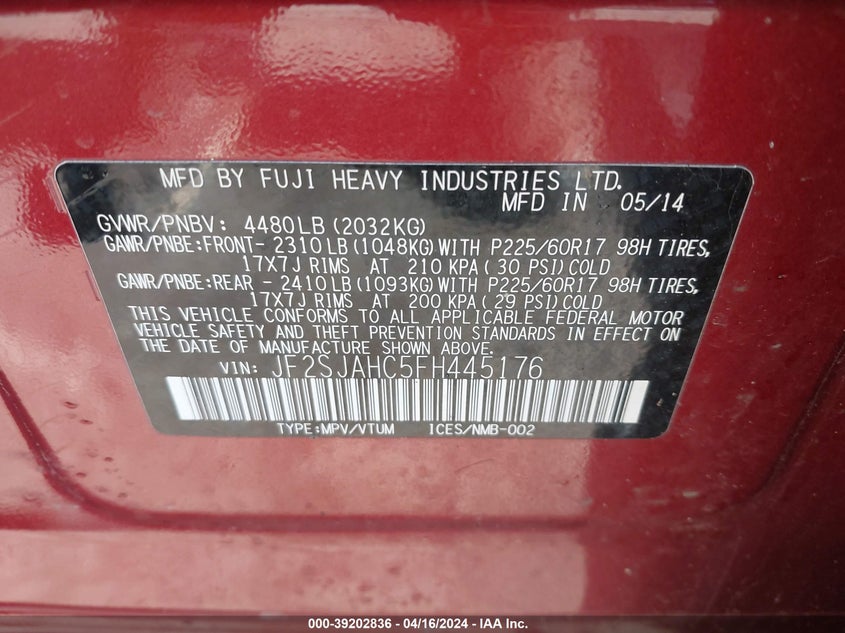 MFD BY FUJI HEAVY INDUSTRIES LTD.
MFD IN 05/14
GVWR/PNBV: 4480LB(2032KG)
GAWR/PNBE:FRONT- 2310LB(1048KG)WITH P225/60R17 98H TIRES,
17X7J RIMS AT 210 KPA( 30 PSI)COLD
GAWR/PNBE:REAR - 2410LB(1093KG)WITH P225/60R17 98H TIRES,
17X7J RIMS AT 200 KPA( 29 PSI)COLD
THIS VEHICLE CONFORMS TO ALL APPLICABLE FEDERAL MOTOR
VEHICLE SAFETY AND THEFT PREVENTION STANDARDS IN EFFECT ON
THE DATE OF MANUFACTURE SHOWN ABOVE.
VIN: JF2SJAHC5FH445176
TYPE:MPV/VTUM ICES/NMB-002
000-39202836 - 04/16/2024 - IAA Inc.